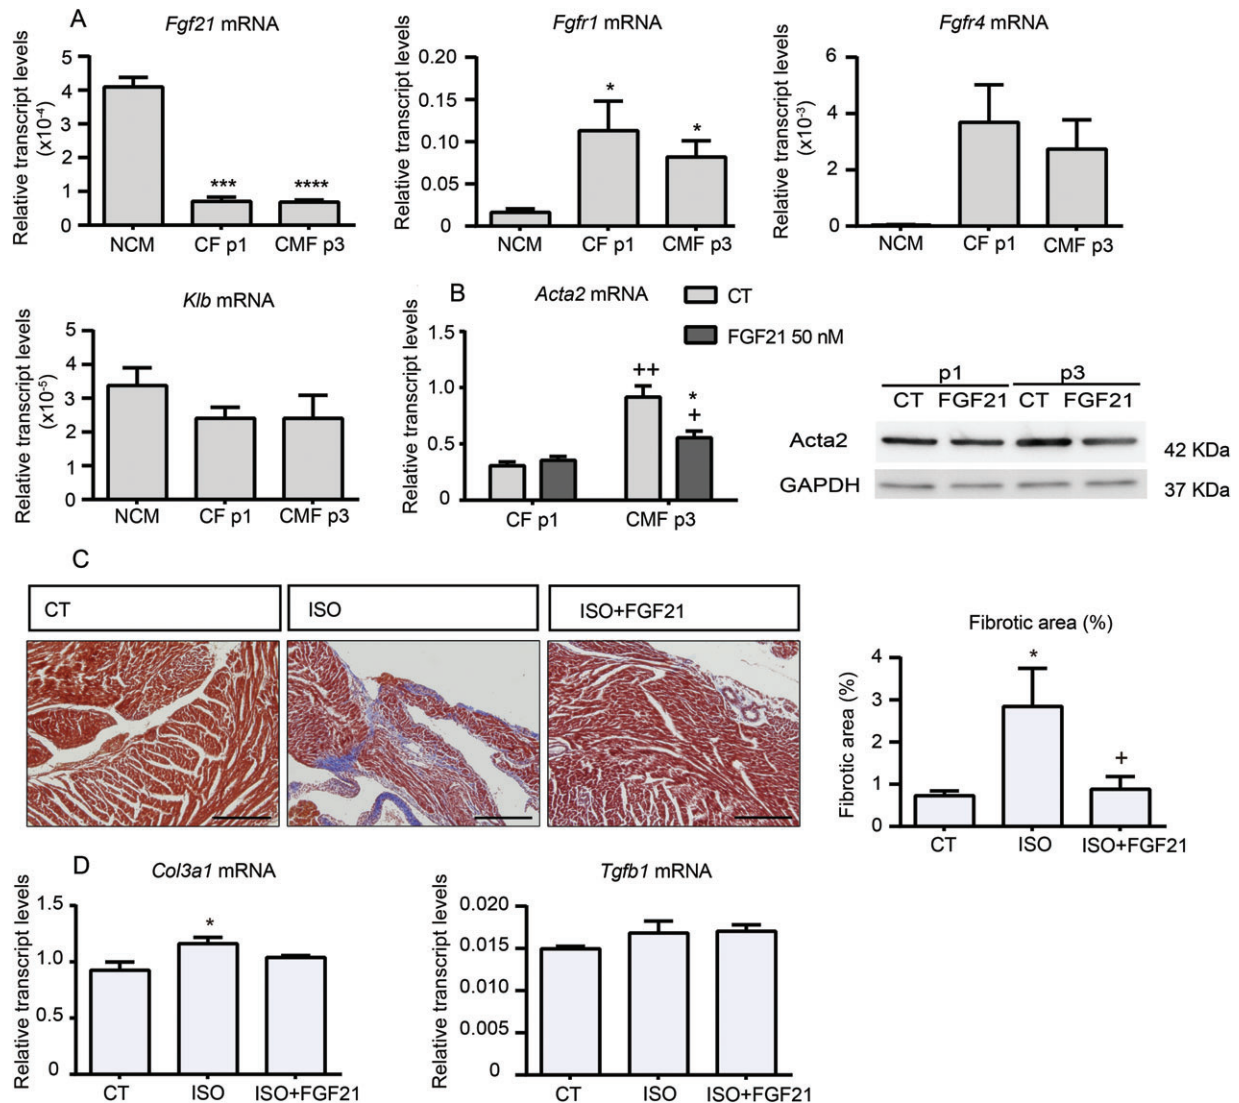 A
Fgf21 mRNA
Relative transcript levels
(x10-4)
5
4
3
2
1
0
***
****
NCM
CF p1
CMF p3
Fgfr1 mRNA
Relative transcript levels
0.20
0.15
0.10
0.05
0
*
*
NCM
CF p1
CMF p3
Fgfr4 mRNA
Relative transcript levels
(x10-3)
6
4
2
0
NCM
CF p1
CMF p3
Klb mRNA
Relative transcript levels
(x10-5)
5
4
3
2
1
0
NCM
CF p1
CMF p3
B
Acta2 mRNA
CT
FGF21 50 nM
Relative transcript levels
1.5
1.0
0.5
0
++
*
+
CF p1
CMF p3
p1
p3
CT FGF21 CT FGF21
Acta2
42 KDa
GAPDH
37 KDa
C
CT
ISO
ISO+FGF21
Fibrotic area (%)
Fibrotic area (%)
4
3
2
1
0
*
+
CT
ISO
ISO+FGF21
D
Col3a1 mRNA
Relative transcript levels
1.5
1.0
0.5
0
*
CT
ISO
ISO+FGF21
Tgfb1 mRNA
Relative transcript levels
0.020
0.015
0.010
0.005
0
CT
ISO
ISO+FGF21